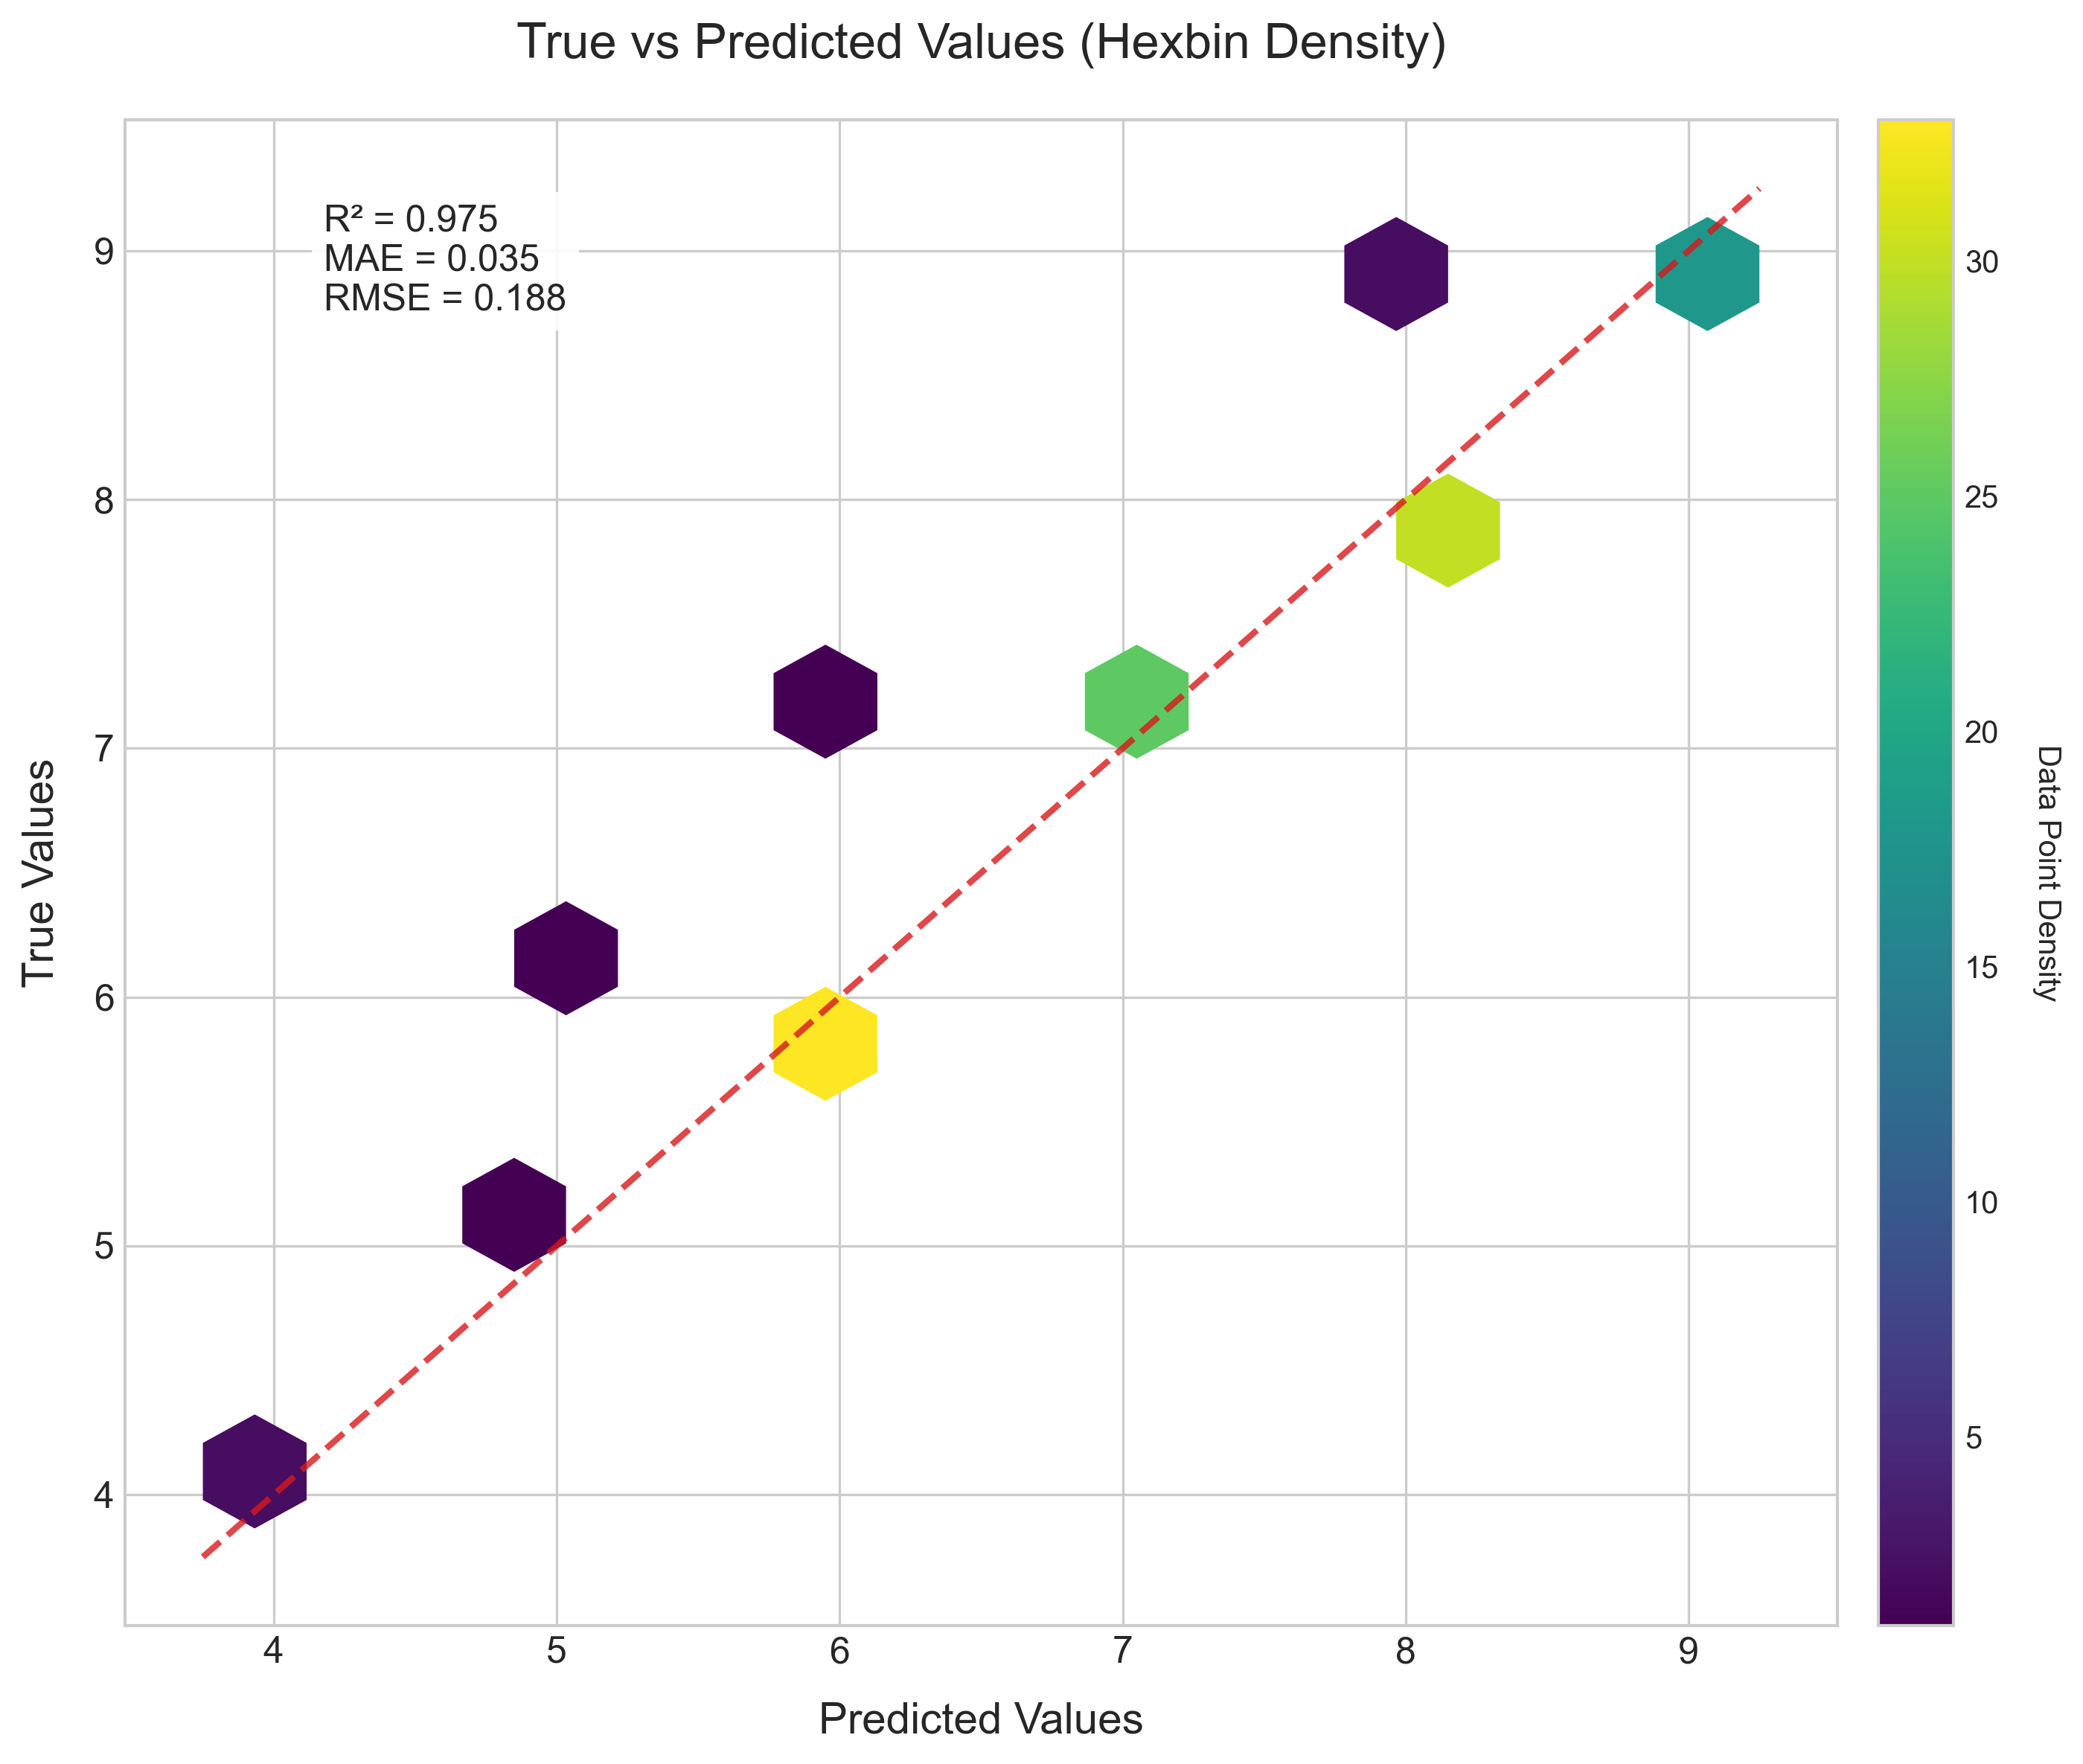 True vs Predicted Values (Hexbin Density)
R² = 0.975
MAE = 0.035
RMSE = 0.188
9
8
7
6
5
4
True Values
4 5 6 7 8 9
Predicted Values
30
25
20
15
10
5
Data Point Density